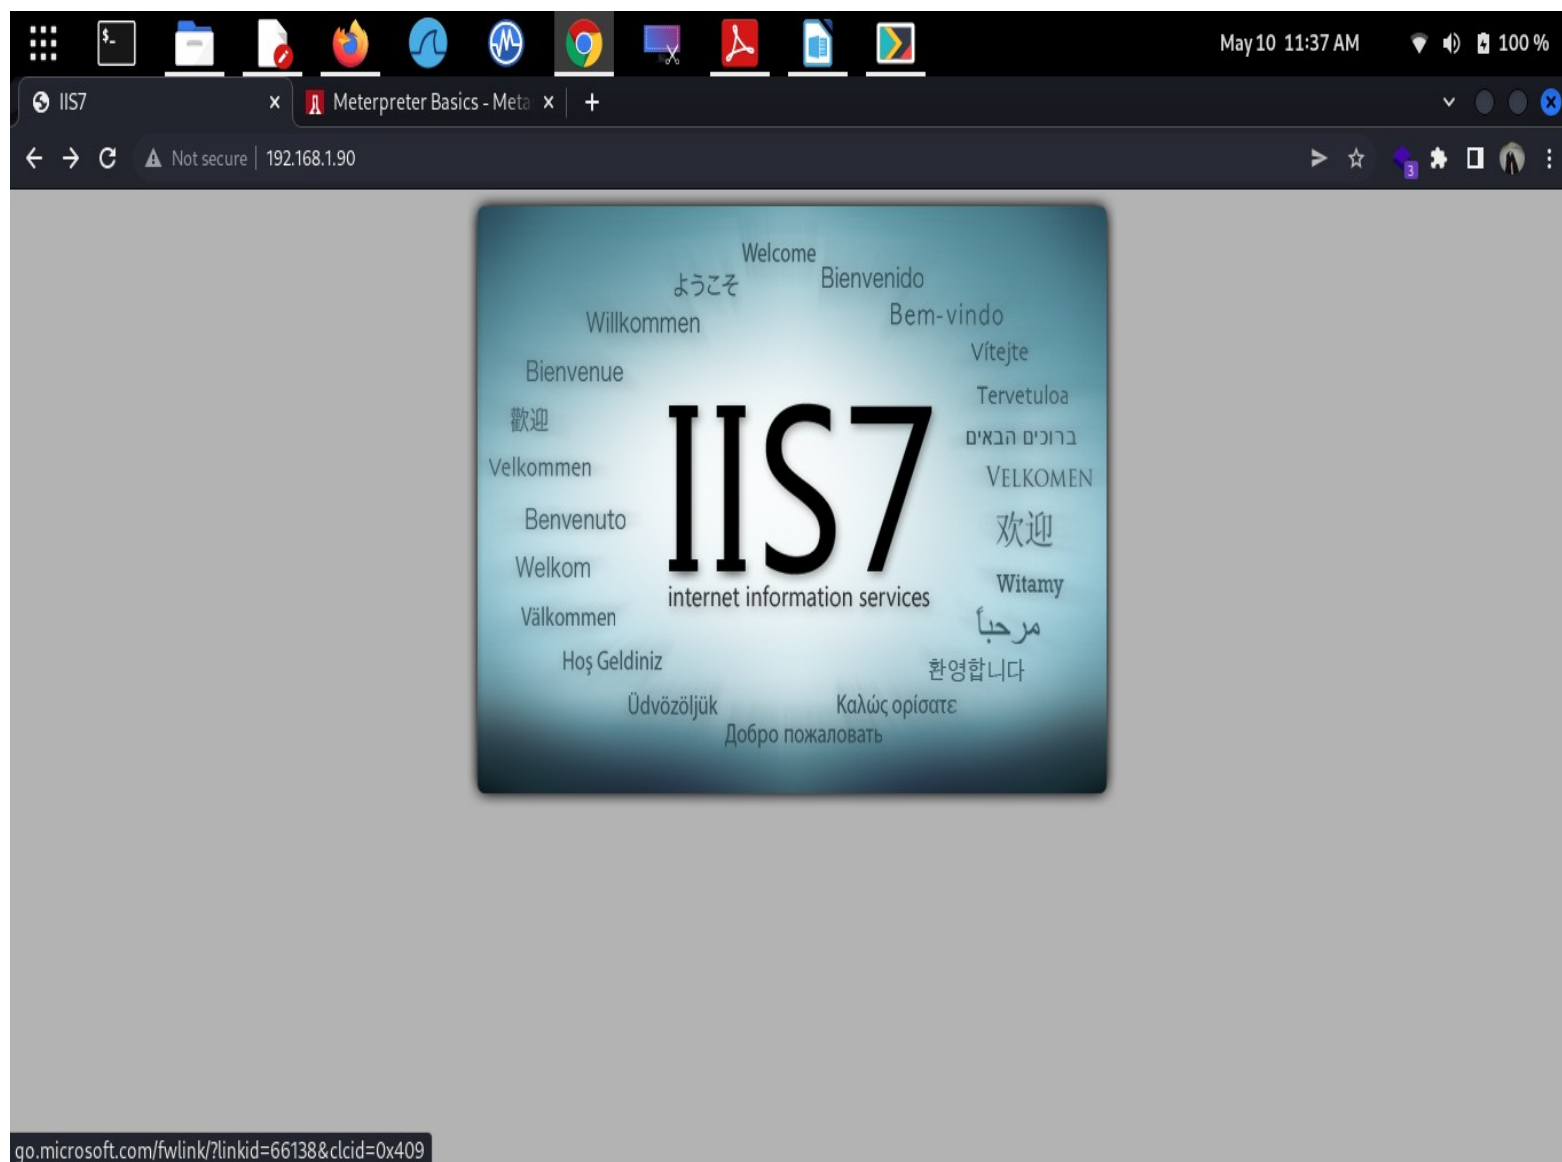 $_
May 10 11:37 AM
100 %
IIS7
Meterpreter Basics - Meta
Not secure
192.168.1.90
3
Welcome
ようこそ
Bienvenido
Willkommen
Bem-vindo
Bienvenue
Vítejte
歡迎
Tervetuloa
ברוכים הבאים
Velkommen
VELKOMEN
Benvenuto
欢迎
Welkom
Witamy
Välkommen
مرحباً
Hoş Geldiniz
환영합니다
Üdvözöljük
Καλώς ορίσατε
Добро пожаловать
IIS7
internet information services
go.microsoft.com/fwlink/?linkid=66138&clcid=0x409